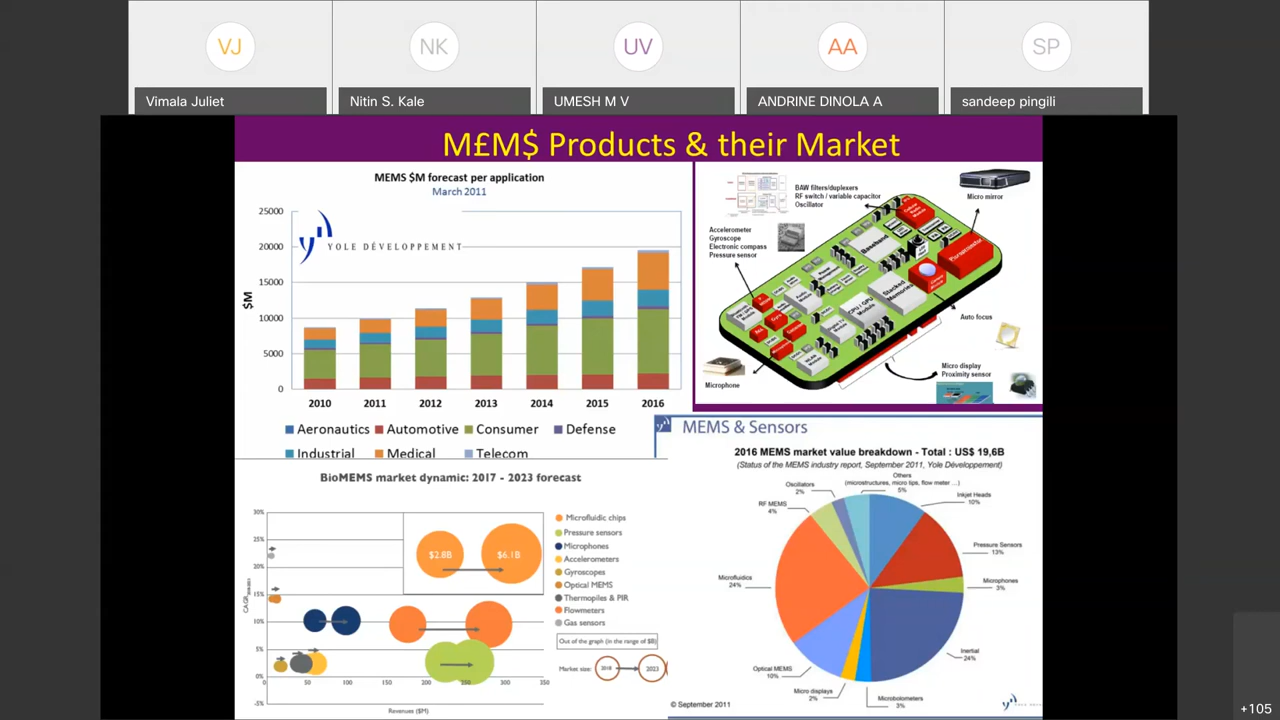 VJ
NK
UV
AA
SP
Vimala Juliet
Nitin S. Kale
UMESH M V
ANDRINE DINOLA A
sandeep pingili
M£M$ Products & their Market
MEMS $M forecast per application
March 2011
YOLE DÉVELOPPEMENT
$M
25000
20000
15000
10000
5000
0
2010
2011
2012
2013
2014
2015
2016
Aeronautics
Automotive
Consumer
Defense
Industrial
Medical
Telecom
BAW filters/duplexers
RF switch / variable capacitor
Oscillator
Micro mirror
Accelerometer
Gyroscope
Electronic compass
Pressure sensor
Baseband
Stacked
Memories
CPU / GPU
Module
Auto focus
Micro display
Proximity sensor
Microphone
BioMEMS market dynamic: 2017 - 2023 forecast
30%
25%
20%
15%
10%
5%
0%
-5%
0
50
100
150
200
250
300
350
Revenues ($M)
$2.8B
$6.1B
Microfluidic chips
Pressure sensors
Microphones
Accelerometers
Gyroscopes
Optical MEMS
Thermopiles & PIR
Flowmeters
Gas sensors
Out of the graph (in the range of $B)
Market size:
2018
2023
MEMS & Sensors
2016 MEMS market value breakdown - Total : US$ 19,6B
(Status of the MEMS industry report, September 2011, Yole Développement)
Others
(microstructures, micro tips, flow meter ...)
5%
Oscillators
2%
RF MEMS
4%
Inkjet Heads
10%
Pressure Sensors
13%
Microphones
3%
Microfluidics
24%
Inertial
24%
Optical MEMS
10%
Micro displays
2%
Microbolometers
3%
© September 2011
+105